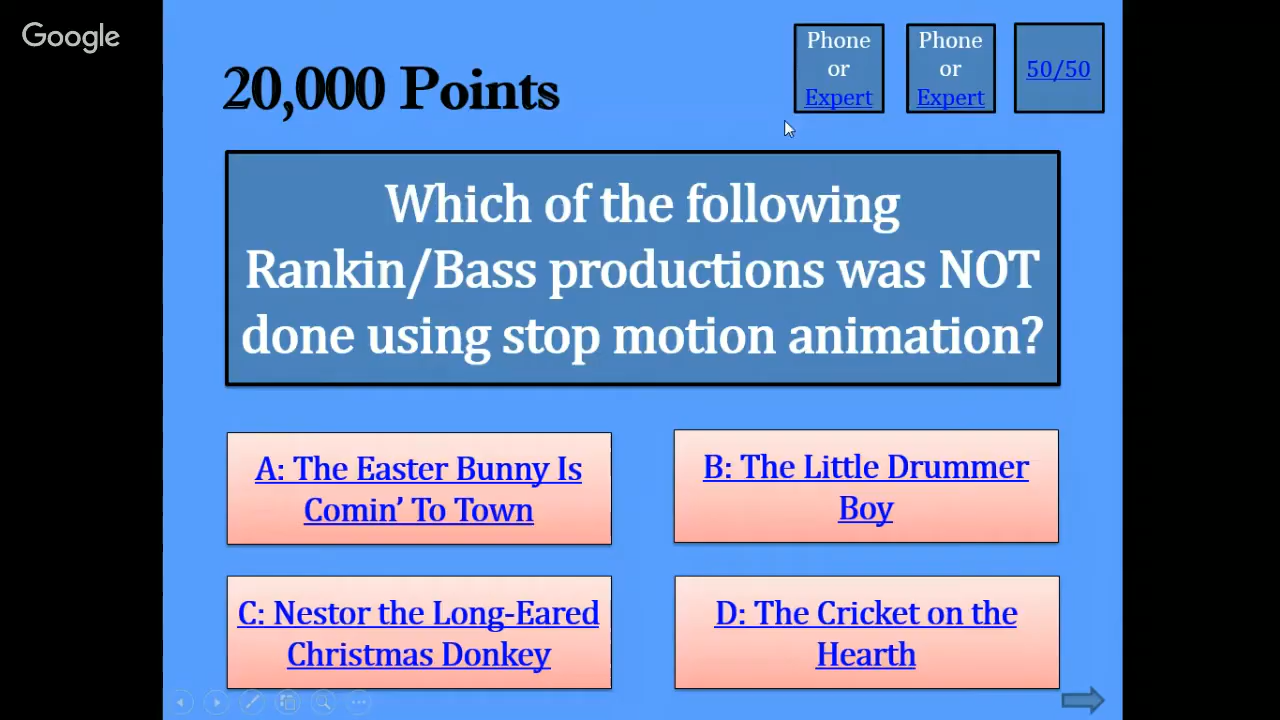 Google
20,000 Points
Phone
or
Expert
Phone
or
Expert
50/50
Which of the following
Rankin/Bass productions was NOT
done using stop motion animation?
A: The Easter Bunny Is
Comin’ To Town
B: The Little Drummer
Boy
C: Nestor the Long-Eared
Christmas Donkey
D: The Cricket on the
Hearth